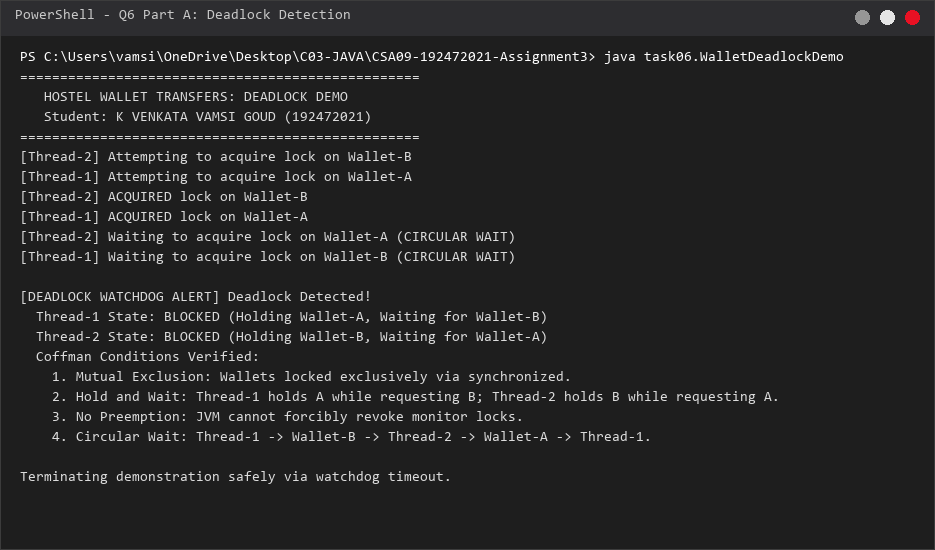 PowerShell - Q6 Part A: Deadlock Detection
PS C:\Users\vamsi\OneDrive\Desktop\C03-JAVA\CSA09-192472021-Assignment3> java task06.WalletDeadlockDemo
==================================================
HOSTEL WALLET TRANSFERS: DEADLOCK DEMO
Student: K VENKATA VAMSI GOUD (192472021)
==================================================
[Thread-2] Attempting to acquire lock on Wallet-B
[Thread-1] Attempting to acquire lock on Wallet-A
[Thread-2] ACQUIRED lock on Wallet-B
[Thread-1] ACQUIRED lock on Wallet-A
[Thread-2] Waiting to acquire lock on Wallet-A (CIRCULAR WAIT)
[Thread-1] Waiting to acquire lock on Wallet-B (CIRCULAR WAIT)
[DEADLOCK WATCHDOG ALERT] Deadlock Detected!
Thread-1 State: BLOCKED (Holding Wallet-A, Waiting for Wallet-B)
Thread-2 State: BLOCKED (Holding Wallet-B, Waiting for Wallet-A)
Coffman Conditions Verified:
1. Mutual Exclusion: Wallets locked exclusively via synchronized.
2. Hold and Wait: Thread-1 holds A while requesting B; Thread-2 holds B while requesting A.
3. No Preemption: JVM cannot forcibly revoke monitor locks.
4. Circular Wait: Thread-1 -> Wallet-B -> Thread-2 -> Wallet-A -> Thread-1.
Terminating demonstration safely via watchdog timeout.